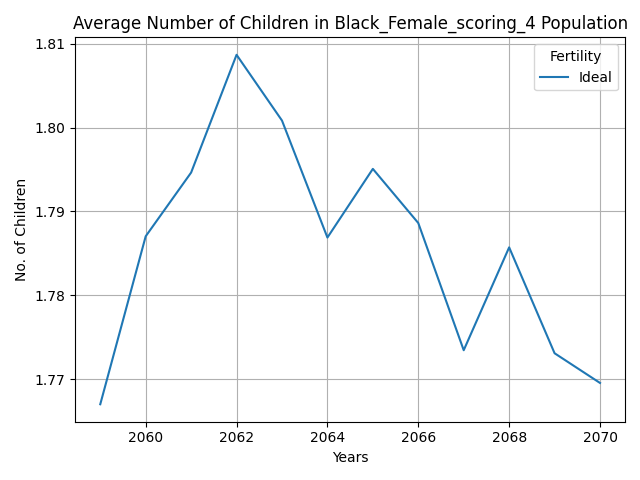 Average Number of Children in Black_Female_scoring_4 Population
1.81
1.80
1.79
1.78
1.77
No. of Children
Fertility
Ideal
2060 2062 2064 2066 2068 2070
Years